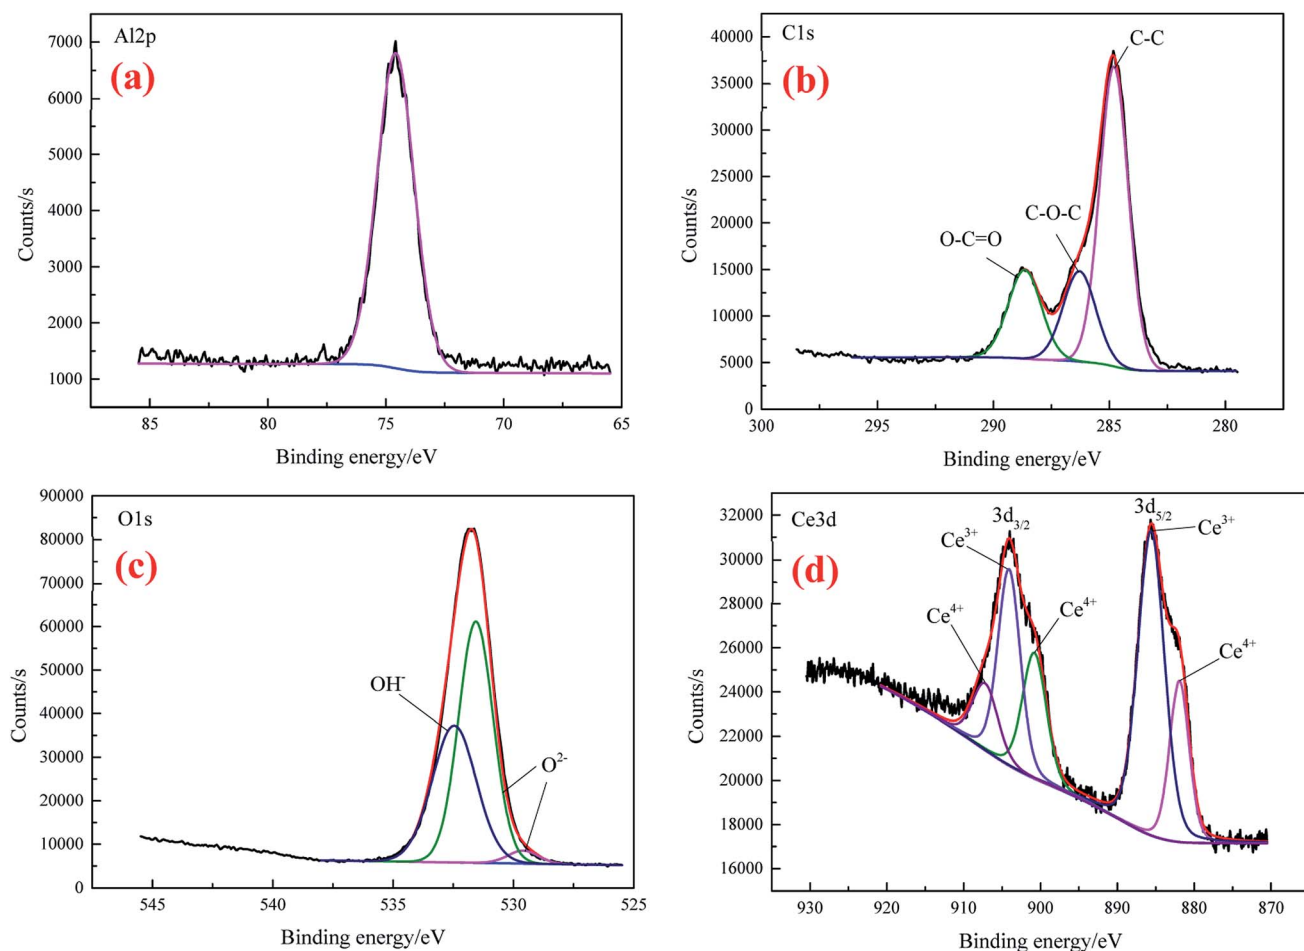 Al2p
(a)
7000
6000
5000
4000
3000
2000
1000
Counts/s
85
80
75
70
65
Binding energy/eV
C1s
(b)
C-C
C-O-C
O-C=O
40000
35000
30000
25000
20000
15000
10000
5000
0
Counts/s
300
295
290
285
280
Binding energy/eV
O1s
(c)
OH-
O2-
90000
80000
70000
60000
50000
40000
30000
20000
10000
0
Counts/s
545
540
535
530
525
Binding energy/eV
Ce3d
(d)
3d3/2
3d5/2
Ce3+
Ce3+
Ce4+
Ce4+
Ce4+
32000
30000
28000
26000
24000
22000
20000
18000
16000
Counts/s
930
920
910
900
890
880
870
Binding energy/eV